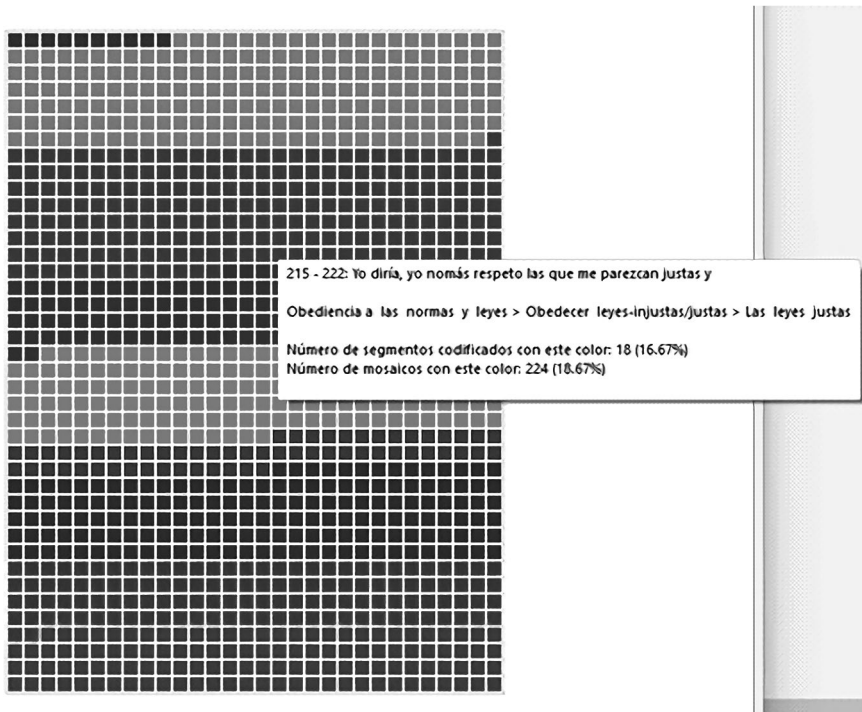 215 - 222: Yo diría, yo nomás respeto las que me parezcan justas y
Obediencia a las normas y leyes > Obedecer leyes-injustas/justas > Las leyes justas
Número de segmentos codificados con este color: 18 (16.67%)
Número de mosaicos con este color: 224 (18.67%)